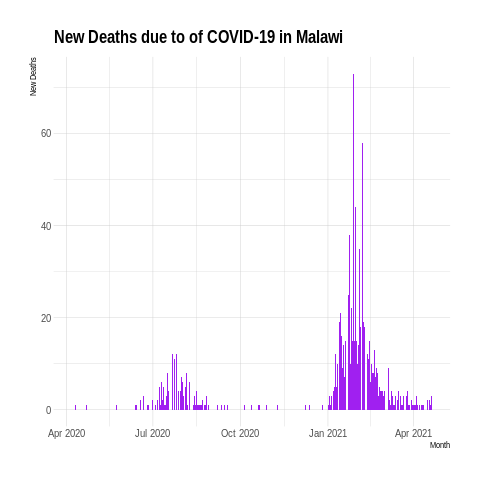 New Deaths due to of COVID-19 in Malawi
New Deaths
60
40
20
0
Apr 2020 Jul 2020 Oct 2020 Jan 2021 Apr 2021
Month